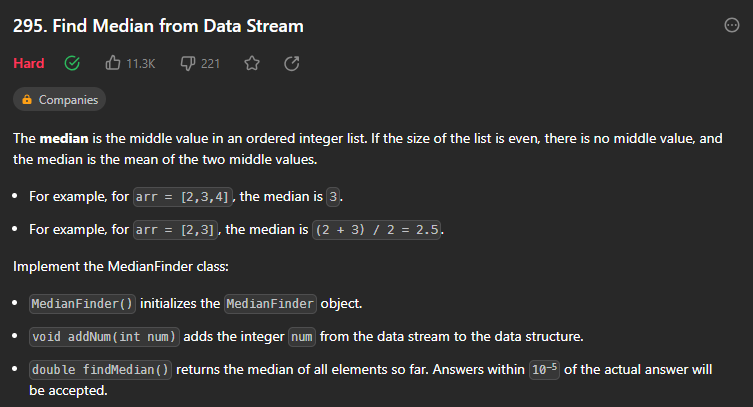 295. Find Median from Data Stream
Hard 11.3K 221
Companies
The median is the middle value in an ordered integer list. If the size of the list is even, there is no middle value, and
the median is the mean of the two middle values.
• For example, for arr = [2,3,4], the median is 3.
• For example, for arr = [2,3], the median is (2 + 3) / 2 = 2.5.
Implement the MedianFinder class:
• MedianFinder() initializes the MedianFinder object.
• void addNum(int num) adds the integer num from the data stream to the data structure.
• double findMedian() returns the median of all elements so far. Answers within 10⁻⁵ of the actual answer will
be accepted.